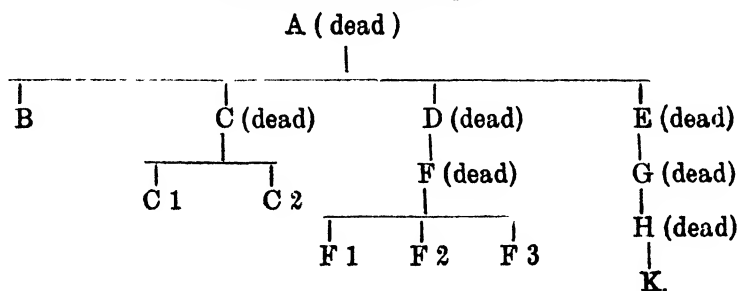 A (dead)
B C (dead) D (dead) E (dead)
F (dead) G (dead)
C 1 C 2
H (dead)
F 1 F 2 F 3
K.